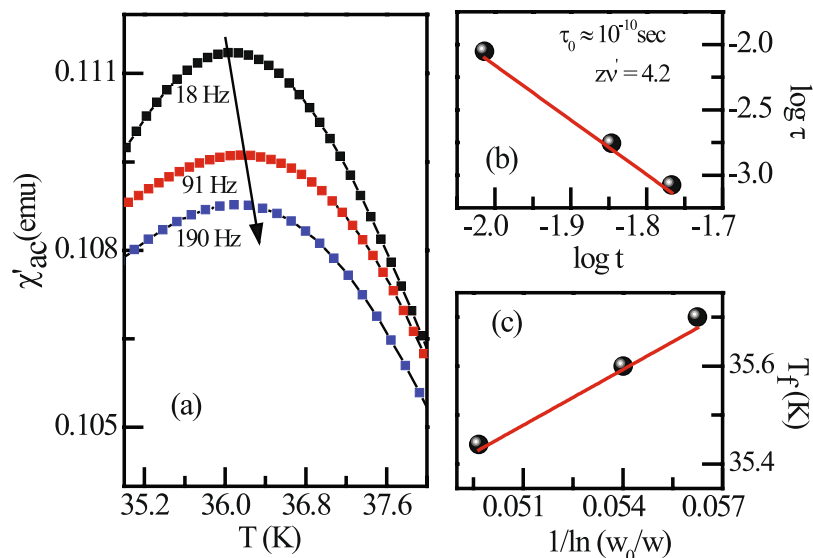 0.111
0.108
0.105
χ'ac(emu)
18 Hz
91 Hz
190 Hz
(a)
35.2 36.0 36.8 37.6
T (K)
τ0 ≈ 10^-10 sec
zν' = 4.2
(b)
-2.0
-2.5
-3.0
log τ
-2.0 -1.9 -1.8 -1.7
log t
(c)
35.6
35.4
Tf (K)
0.051 0.054 0.057
1/ln (w0/w)